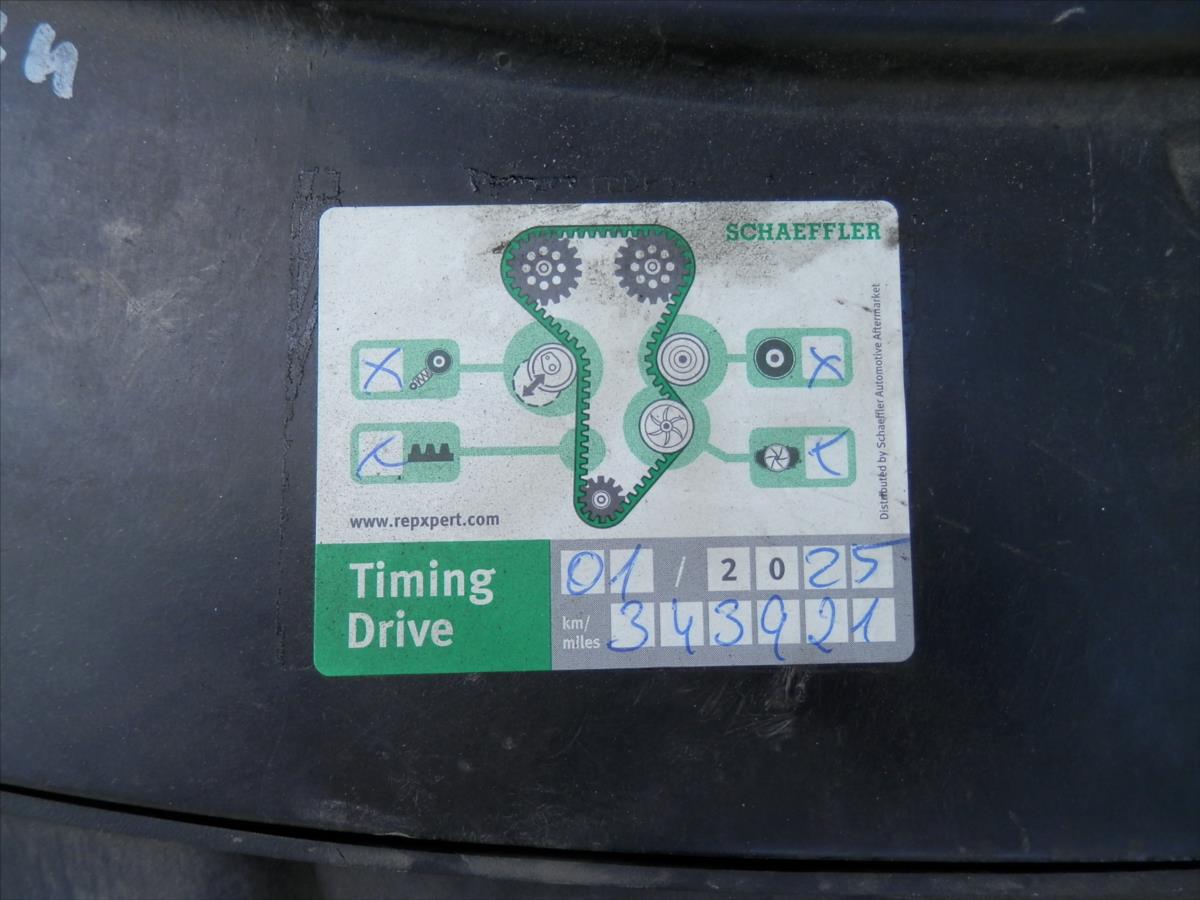 SCHAEFFLER
Distributed by Schaeffler Automotive Aftermarket
www.repxpert.com
Timing
Drive
01 / 2025
km/
miles
343921